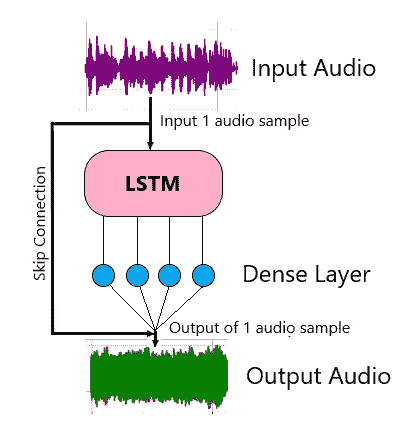 Input Audio
Input 1 audio sample
LSTM
Skip Connection
Dense Layer
Output of 1 audio sample
Output Audio